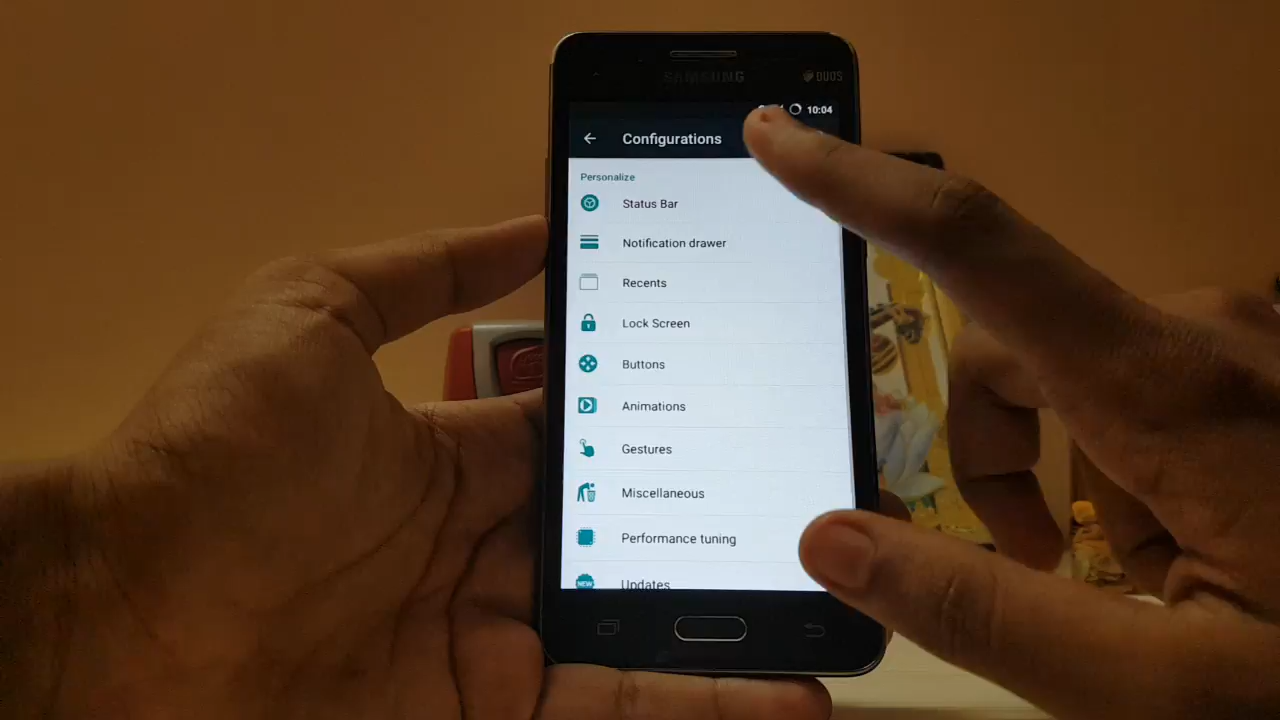 SAMSUNG
DUOS
10:04
Configurations
Personalize
Status Bar
Notification drawer
Recents
Lock Screen
Buttons
Animations
Gestures
Miscellaneous
Performance tuning
NEW
Updates